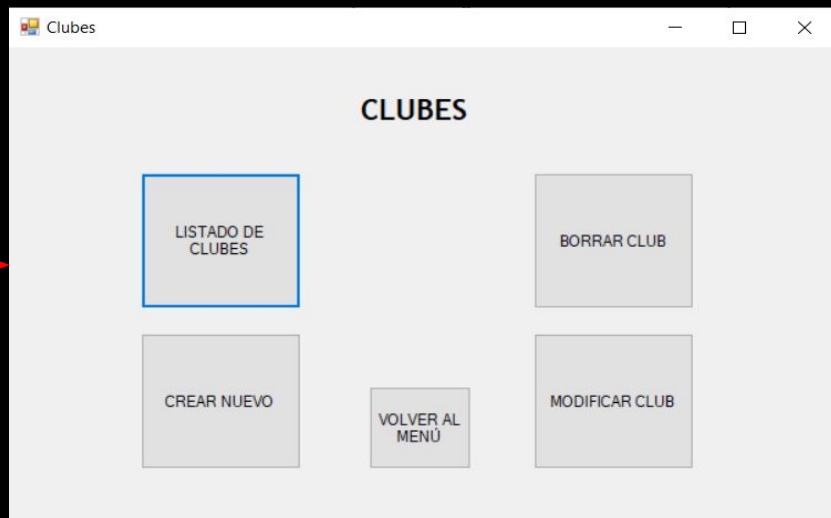 Clubes
CLUBES
LISTADO DE
CLUBES
BORRAR CLUB
CREAR NUEVO
VOLVER AL
MENÚ
MODIFICAR CLUB